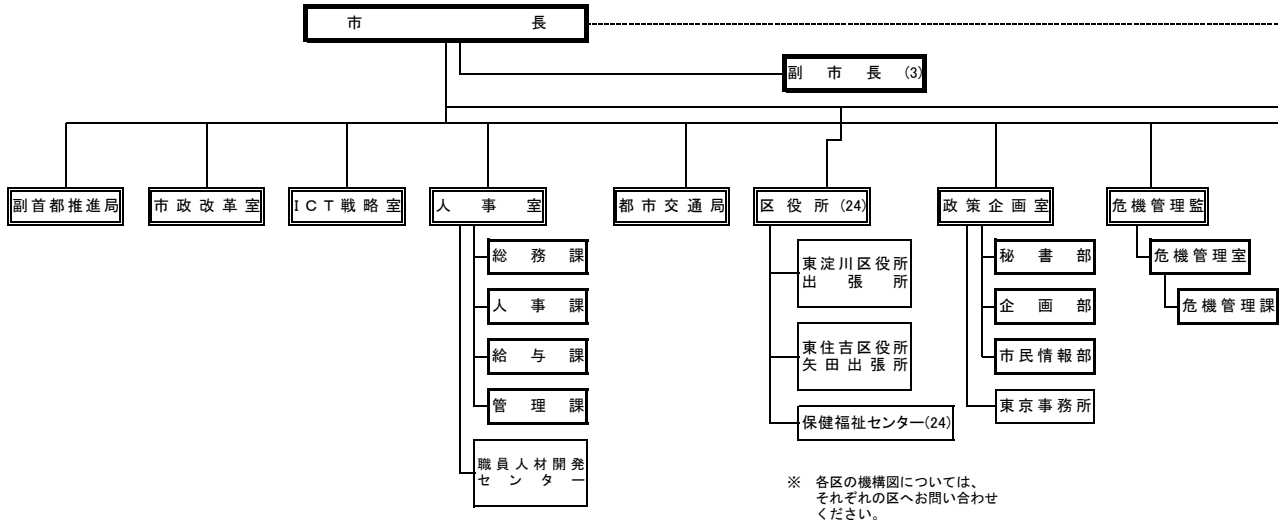 市長
副市長 (3)
副首都推進局
市政改革室
ICT戦略室
人事室
都市交通局
区役所 (24)
政策企画室
危機管理監
総務課
人事課
給与課
管理課
職員人材開発
センター
東淀川区役所
出張所
東住吉区役所
矢田出張所
保健福祉センター(24)
秘書部
企画部
市民情報部
東京事務所
危機管理室
危機管理課
※ 各区の機構図については、
それぞれの区へお問い合わせ
ください。